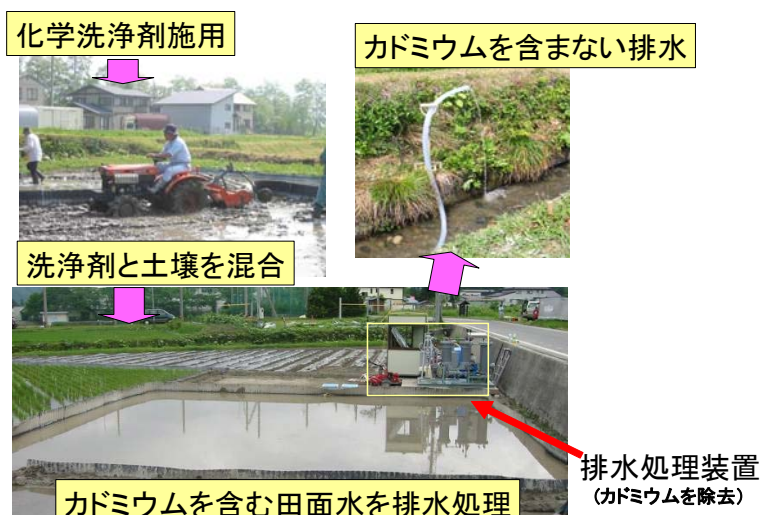 化学洗浄剤施用
カドミウムを含まない排水
洗浄剤と土壌を混合
カドミウムを含む田面水を排水処理
排水処理装置
(カドミウムを除去)